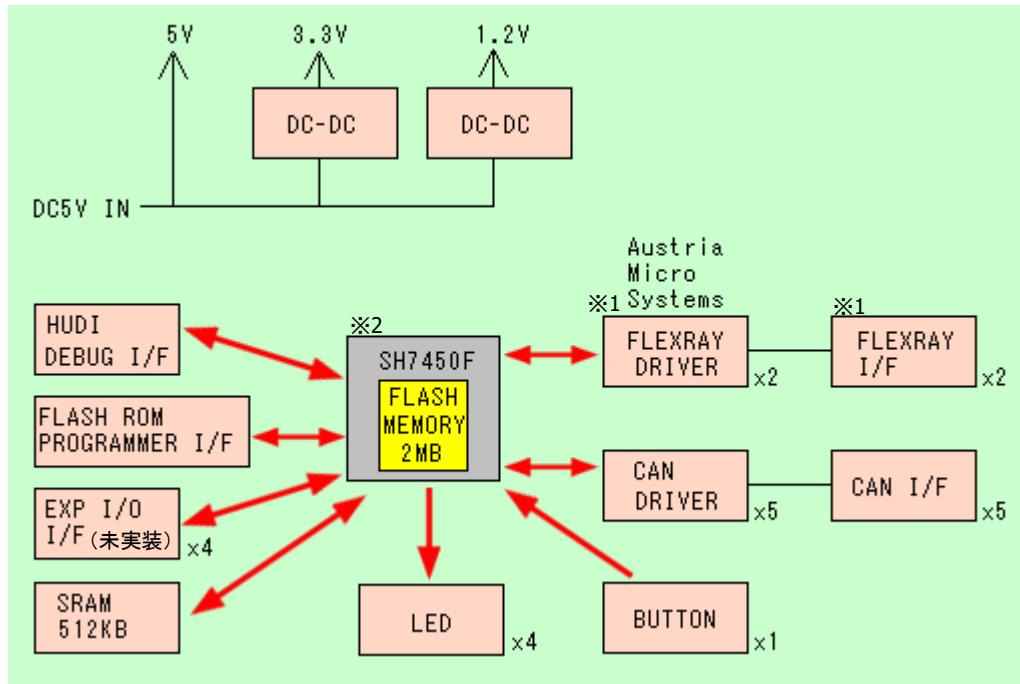 5V
3.3V
1.2V
DC-DC
DC-DC
DC5V IN
Austria
Micro
Systems
※1
※1
HUDI
DEBUG I/F
※2
SH7450F
FLASH
MEMORY
2MB
FLEXRAY
DRIVER
x2
FLEXRAY
I/F
x2
FLASH ROM
PROGRAMMER I/F
CAN
DRIVER
x5
CAN I/F
x5
EXP I/O
I/F(未実装)
x4
SRAM
512KB
LED
x4
BUTTON
x1